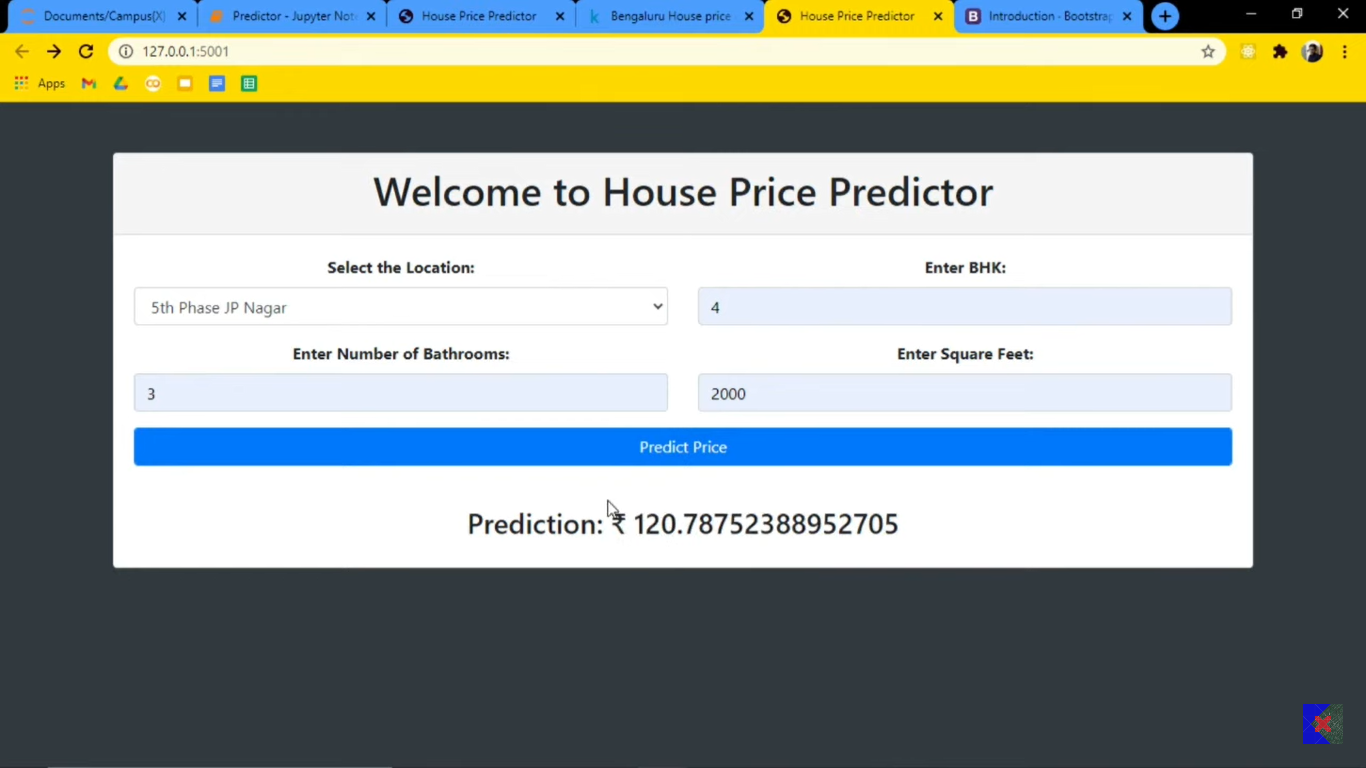 Documents/Campus(X)
Predictor - Jupyter Not
House Price Predictor
Bengaluru House price
House Price Predictor
Introduction · Bootstrap
127.0.0.1:5001
Apps
Welcome to House Price Predictor
Select the Location:
Enter BHK:
5th Phase JP Nagar
4
Enter Number of Bathrooms:
Enter Square Feet:
3
2000
Predict Price
Prediction: ₹ 120.78752388952705